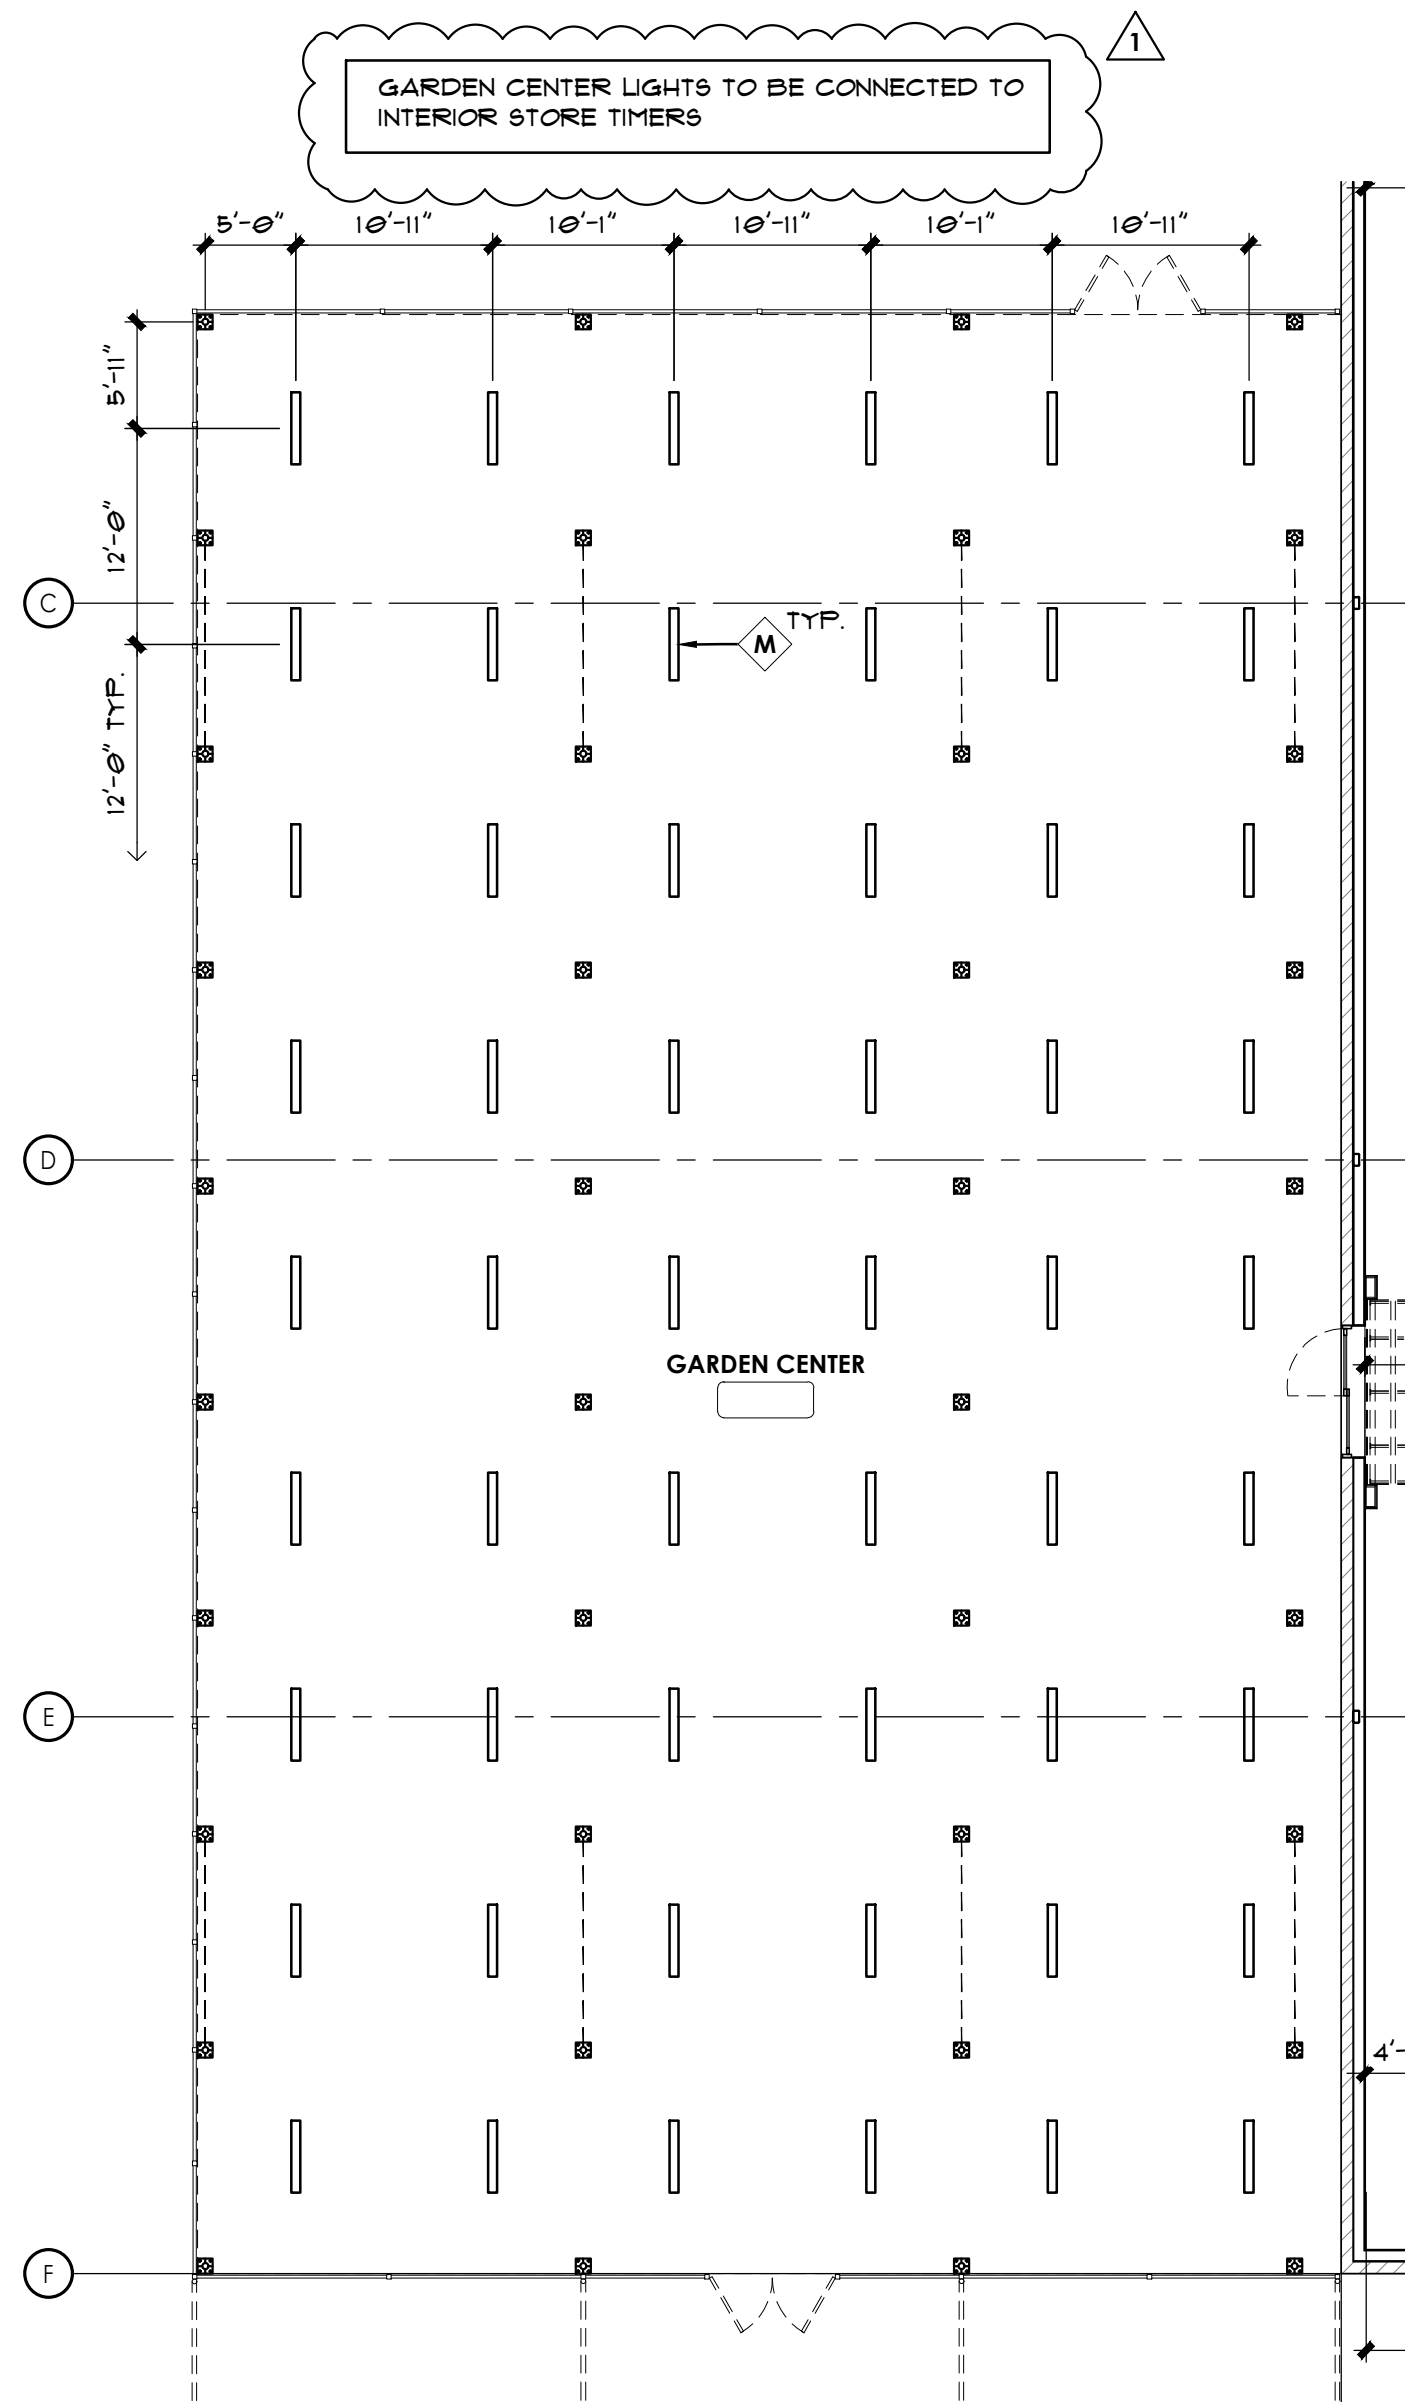 1
GARDEN CENTER LIGHTS TO BE CONNECTED TO
INTERIOR STORE TIMERS
5'-0" 10'-11" 10'-1" 10'-11" 10'-1" 10'-11"
5'-11"
12'-0"
C
TYP.
M
12'-0" TYP.
D
GARDEN CENTER
E
4'-
F